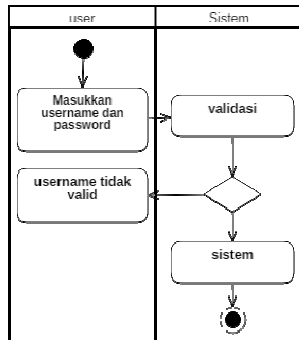 user
Sistem
Masukkan
username dan
password
validasi
username tidak
valid
sistem